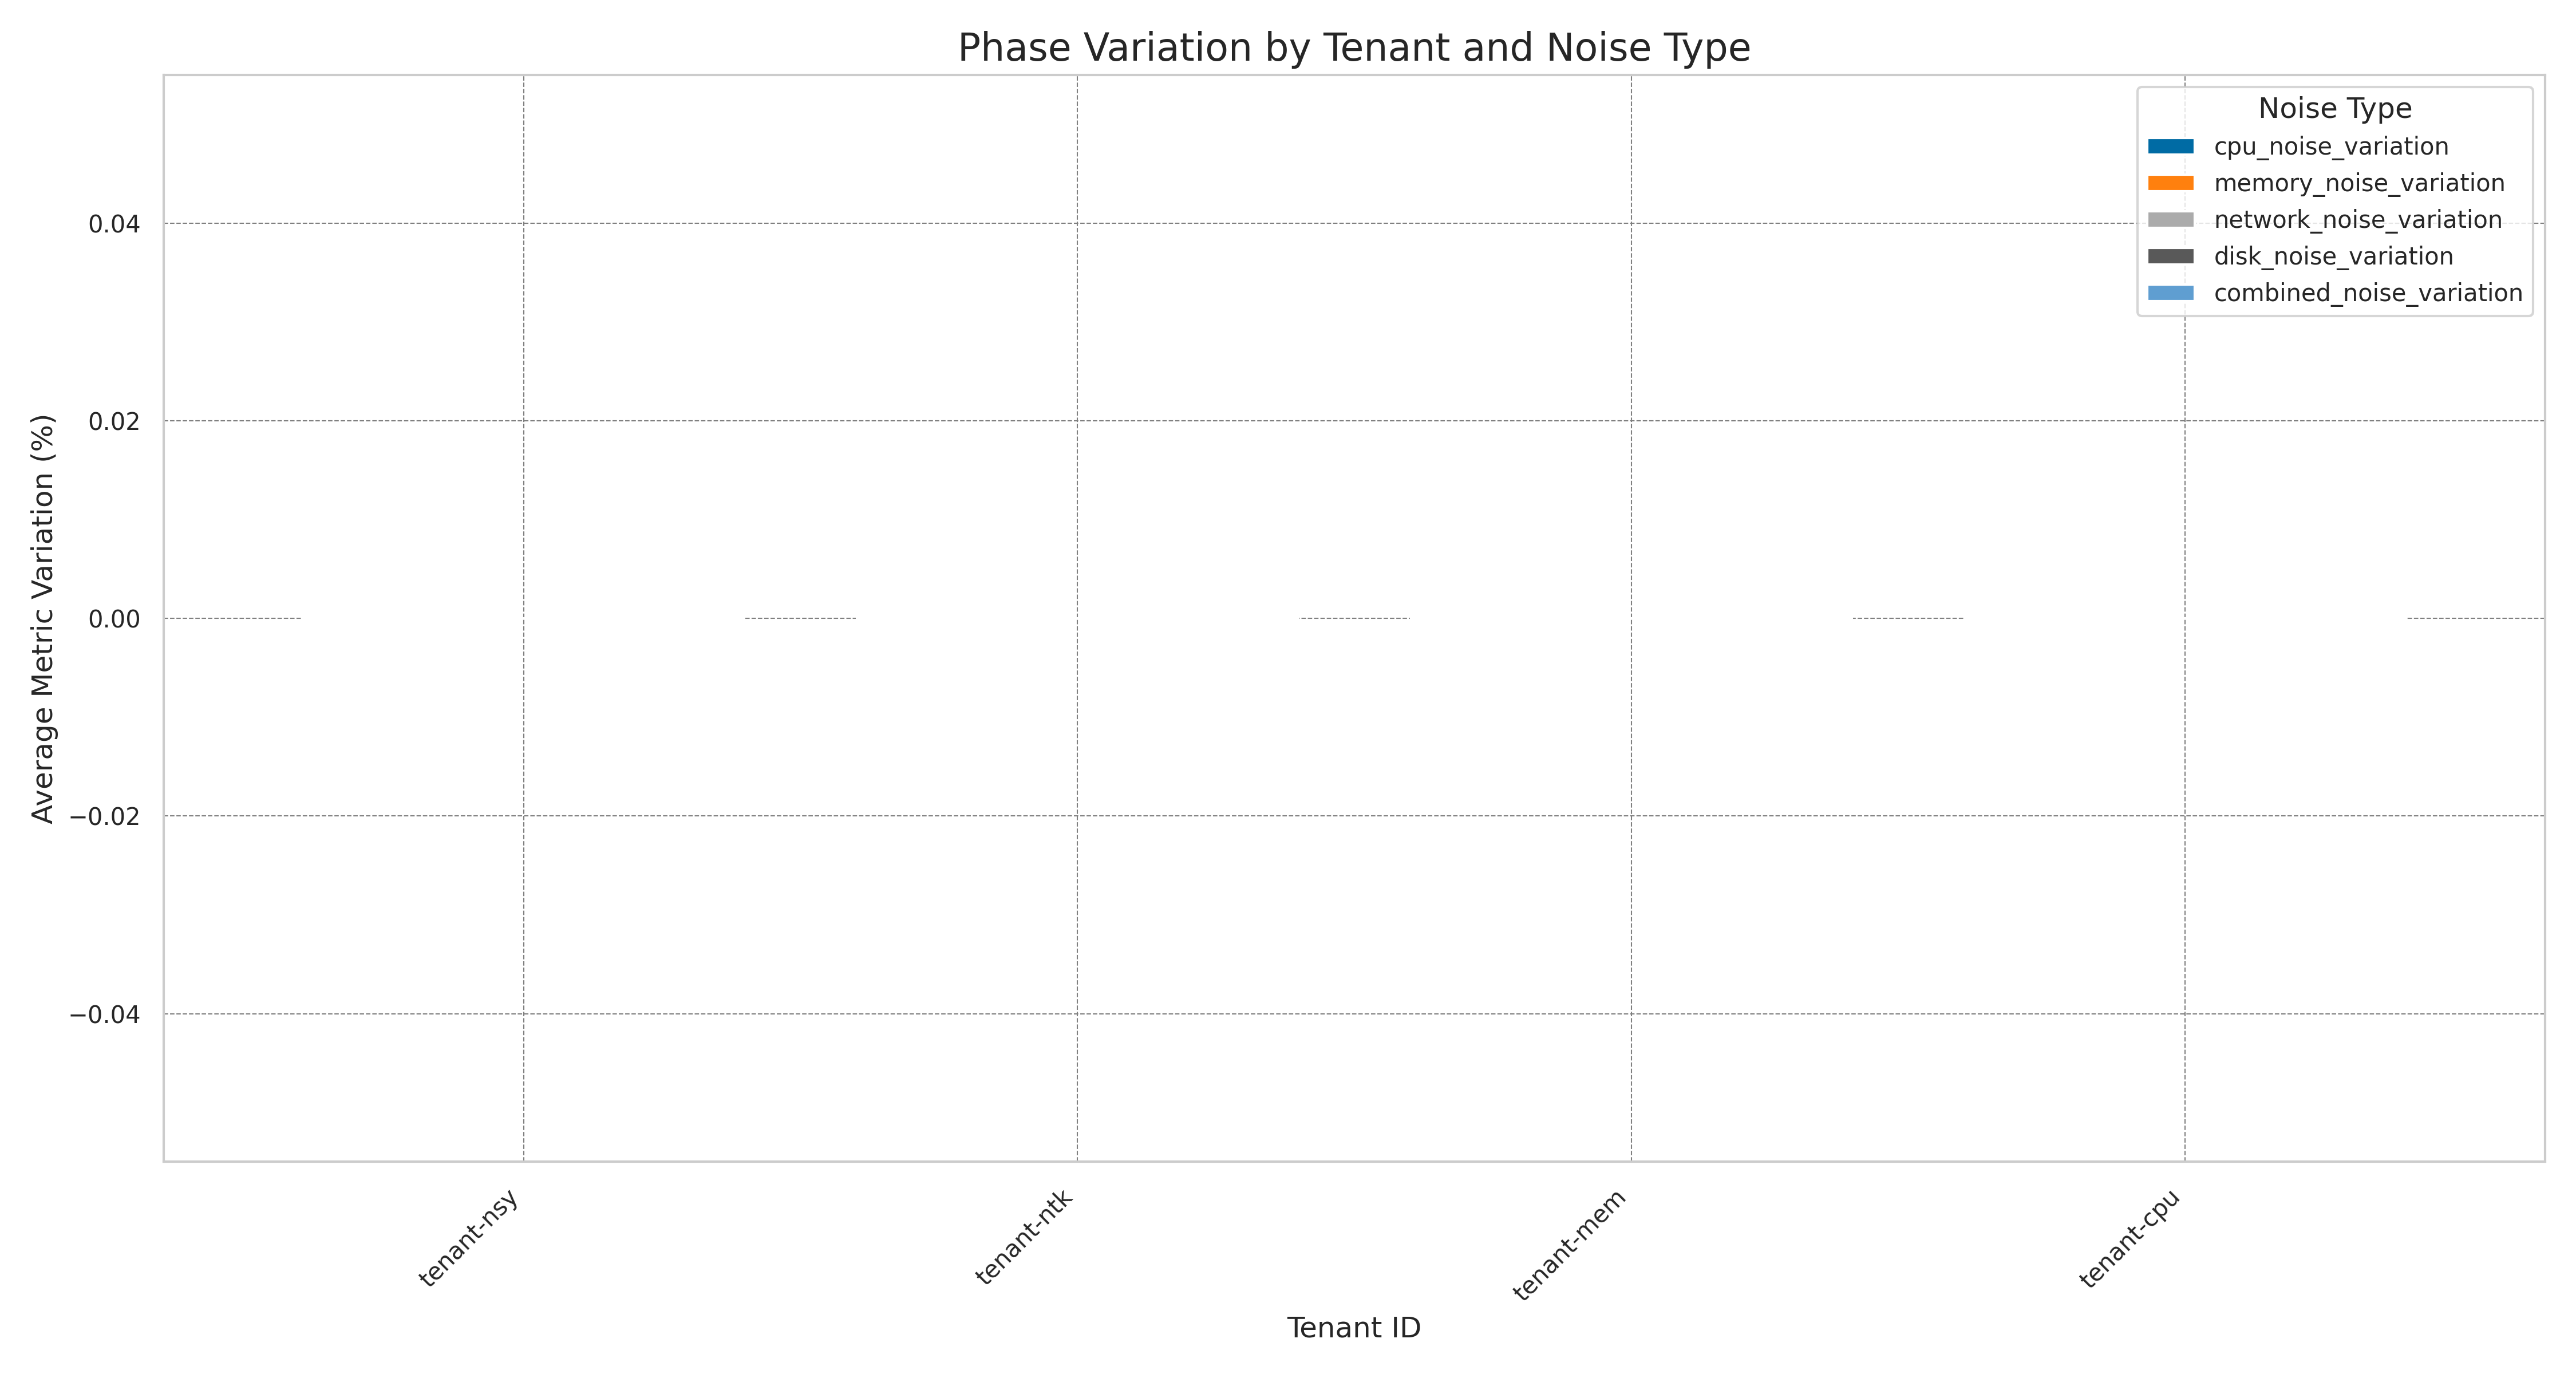 Phase Variation by Tenant and Noise Type
Noise Type
cpu_noise_variation
memory_noise_variation
network_noise_variation
disk_noise_variation
combined_noise_variation
Average Metric Variation (%)
0.04
0.02
0.00
−0.02
−0.04
tenant-nsy
tenant-ntk
tenant-mem
tenant-cpu
Tenant ID